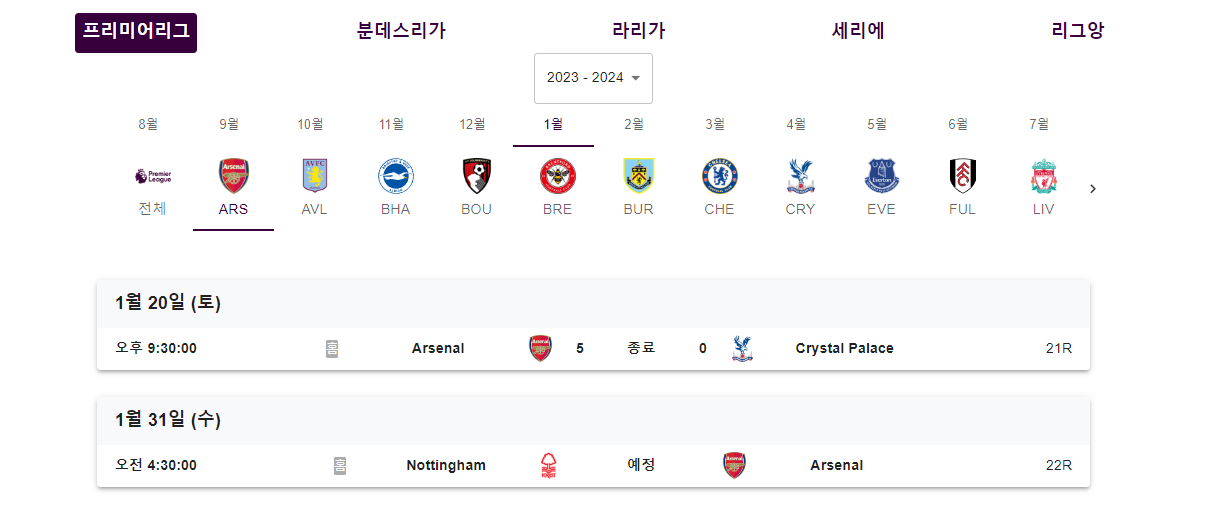 프리미어리그 분데스리가 라리가 세리에 리그앙
2023 - 2024
8월 9월 10월 11월 12월 1월 2월 3월 4월 5월 6월 7월
Premier League
Arsenal AVFC Everton
전체 ARS AVL BHA BOU BRE BUR CHE CRY EVE FUL LIV
1월 20일 (토)
오후 9:30:00 홈 Arsenal 5 종료 0 Crystal Palace 21R
1월 31일 (수)
오전 4:30:00 홈 Nottingham 예정 Arsenal 22R